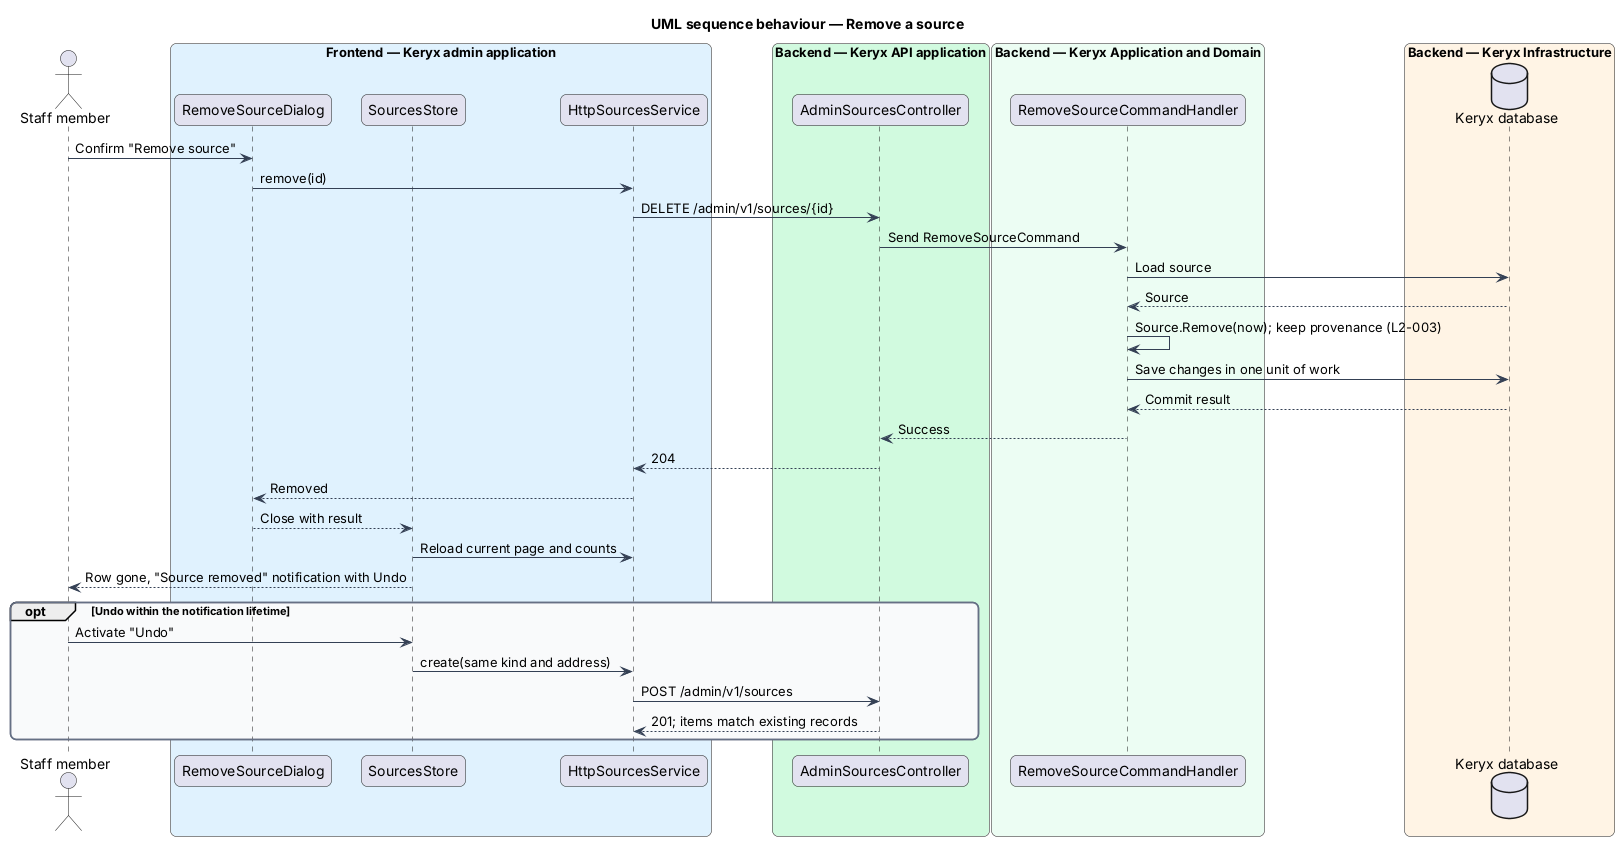 UML sequence behaviour — Remove a source
Frontend — Keryx admin application
Backend — Keryx API application
Backend — Keryx Application and Domain
Backend — Keryx Infrastructure
Staff member
RemoveSourceDialog
SourcesStore
HttpSourcesService
AdminSourcesController
RemoveSourceCommandHandler
Keryx database
Confirm "Remove source"
remove(id)
DELETE /admin/v1/sources/{id}
Send RemoveSourceCommand
Load source
Source
Source.Remove(now); keep provenance (L2-003)
Save changes in one unit of work
Commit result
Success
204
Removed
Close with result
Reload current page and counts
Row gone, "Source removed" notification with Undo
opt [Undo within the notification lifetime]
Activate "Undo"
create(same kind and address)
POST /admin/v1/sources
201; items match existing records
Staff member
RemoveSourceDialog
SourcesStore
HttpSourcesService
AdminSourcesController
RemoveSourceCommandHandler
Keryx database